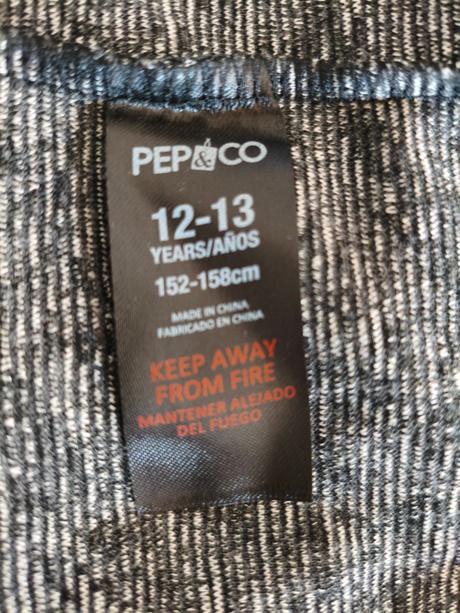 PEP&CO
12-13
YEARS/AÑOS
152-158cm
MADE IN CHINA
FABRICADO EN CHINA
KEEP AWAY
FROM FIRE
MANTENER ALEJADO
DEL FUEGO